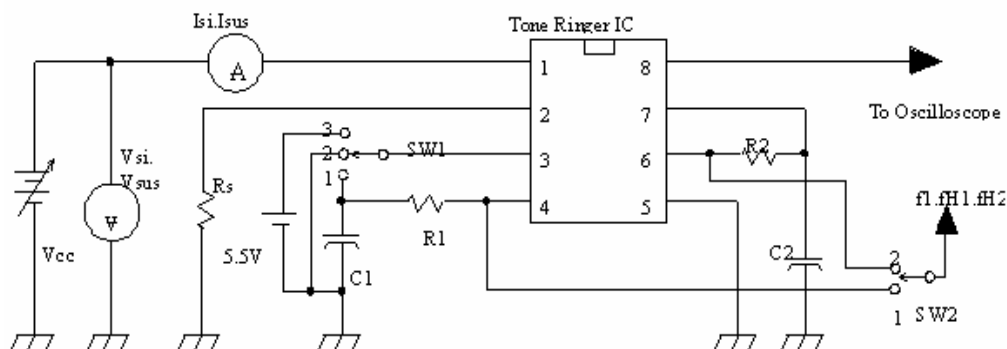 Isi.Isus
Tone Ringer IC
A
1
8
2
7
To Oscilloscope
3
2
SW1
3
6
R2
Vsi.
Vsus
1
Rs
4
5
f1.fH1.fH2
V
R1
5.5V
Vcc
C1
C2
2
1
SW2